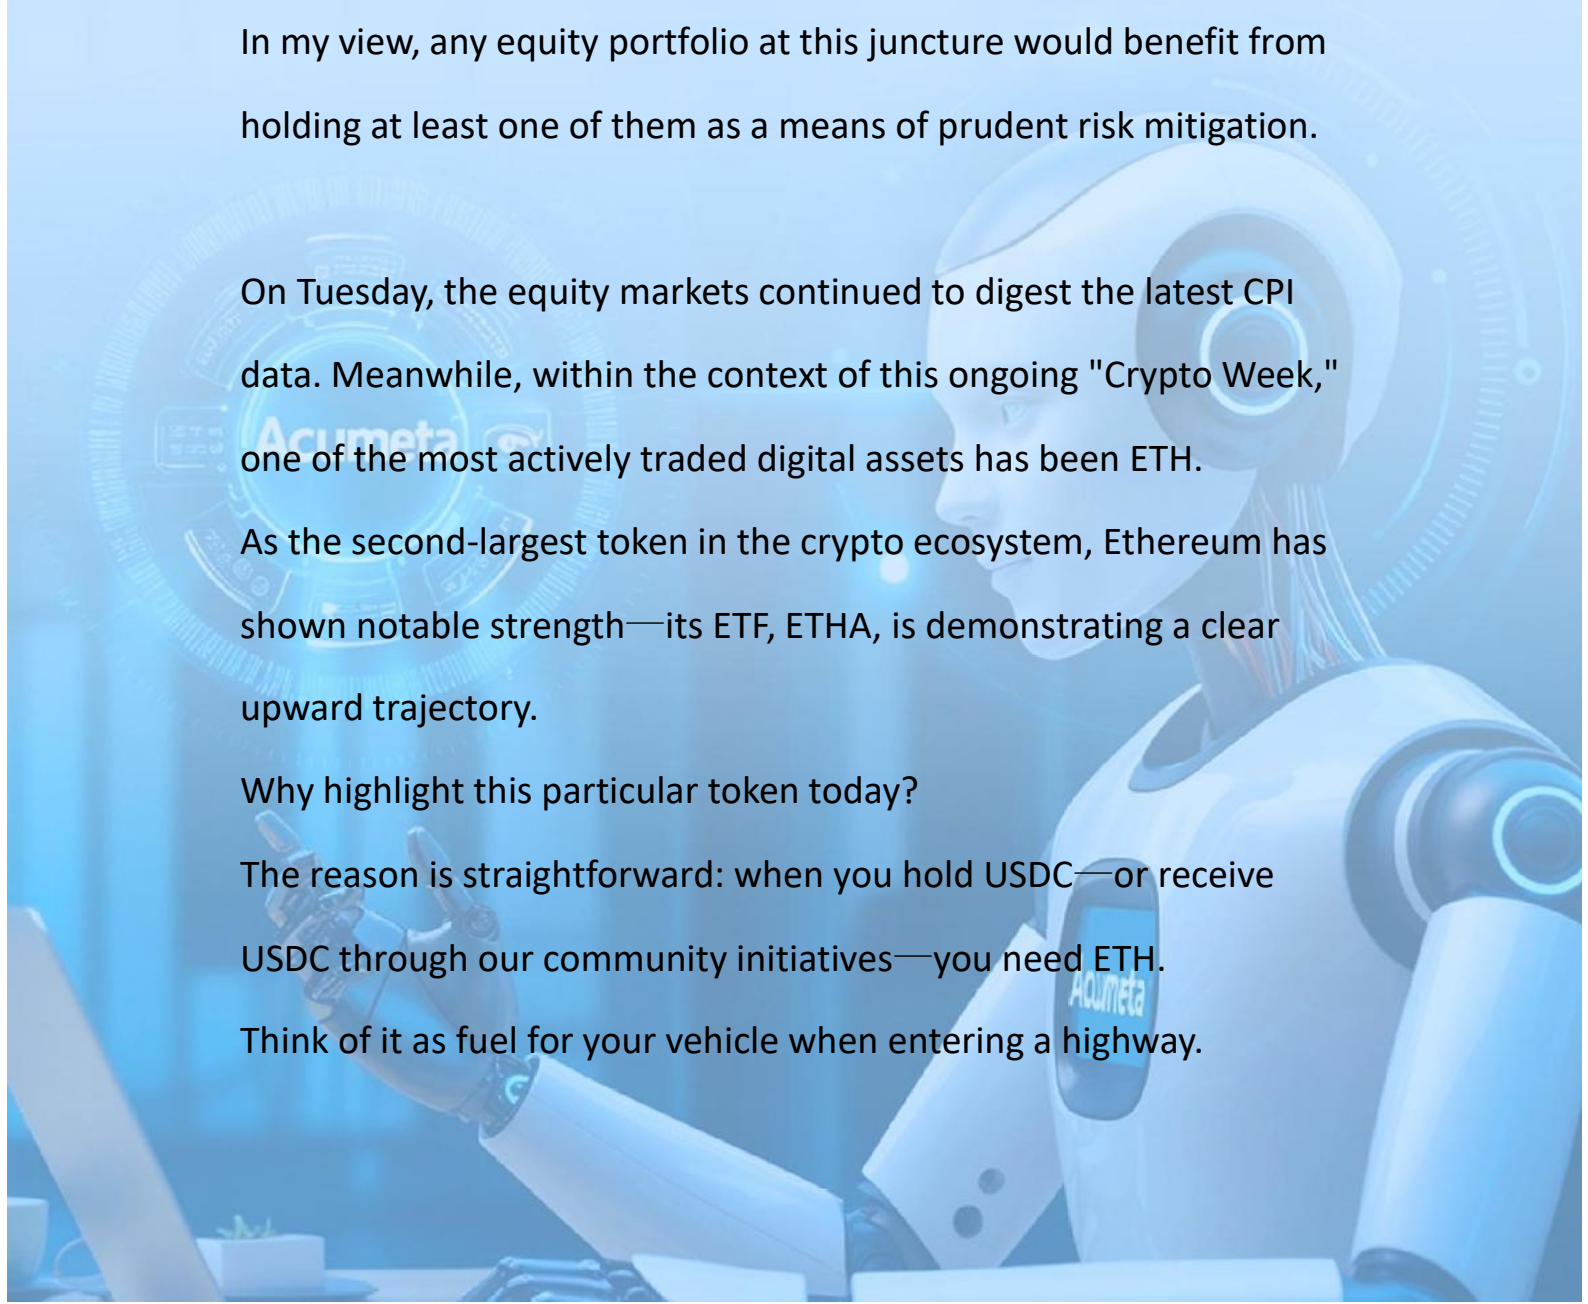 In my view, any equity portfolio at this juncture would benefit from
holding at least one of them as a means of prudent risk mitigation.
On Tuesday, the equity markets continued to digest the latest CPI
data. Meanwhile, within the context of this ongoing "Crypto Week,"
Acumeta
one of the most actively traded digital assets has been ETH.
As the second-largest token in the crypto ecosystem, Ethereum has
shown notable strength—its ETF, ETHA, is demonstrating a clear
upward trajectory.
Why highlight this particular token today?
The reason is straightforward: when you hold USDC—or receive
USDC through our community initiatives—you need ETH.
Acumeta
Think of it as fuel for your vehicle when entering a highway.